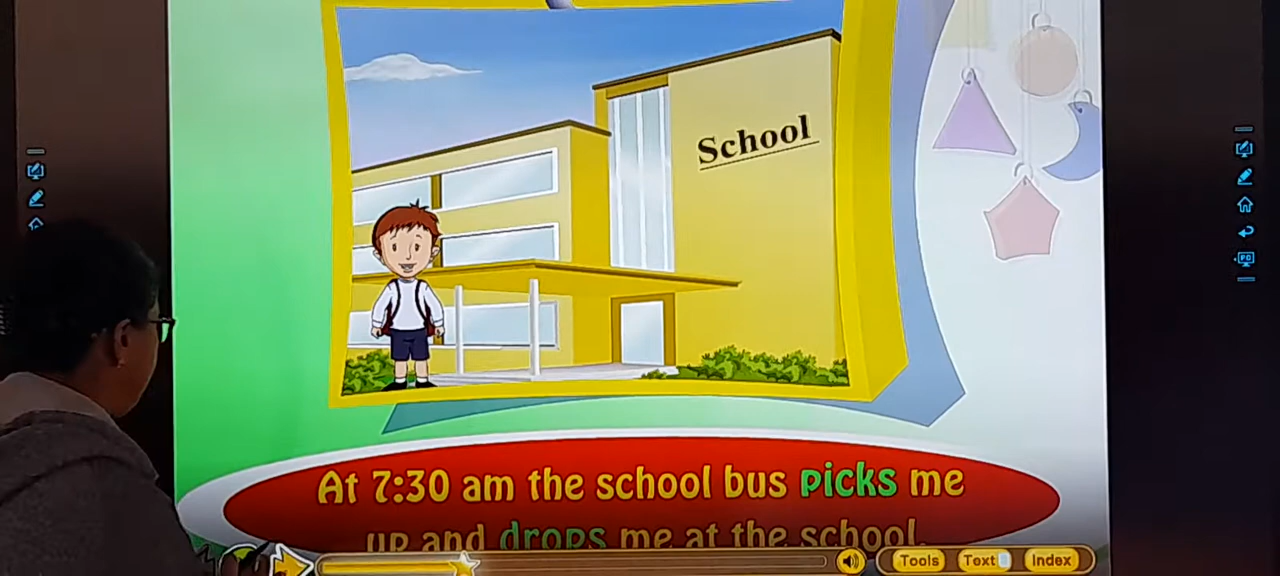 School
At 7:30 am the school bus picks me
up and drops me at the school.
Tools Text Index